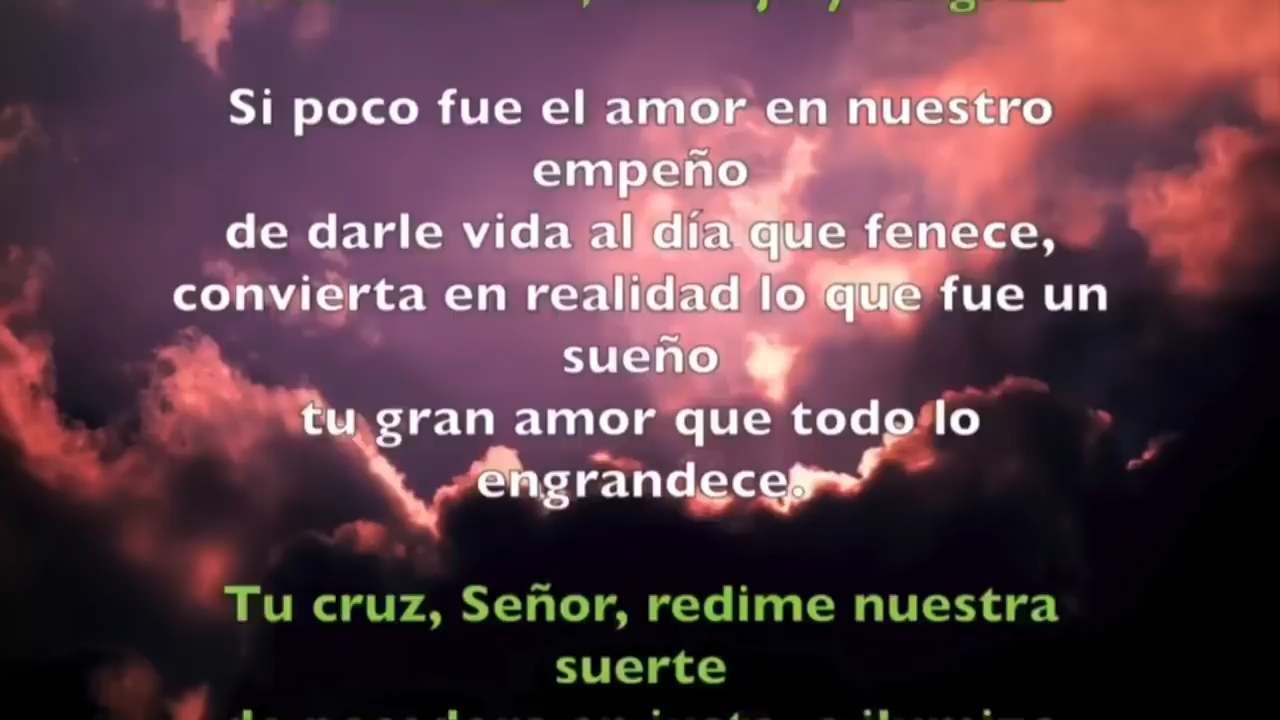 Si poco fue el amor en nuestro
empeño
de darle vida al día que fenece,
convierta en realidad lo que fue un
sueño
tu gran amor que todo lo
engrandece.
Tu cruz, Señor, redime nuestra
suerte